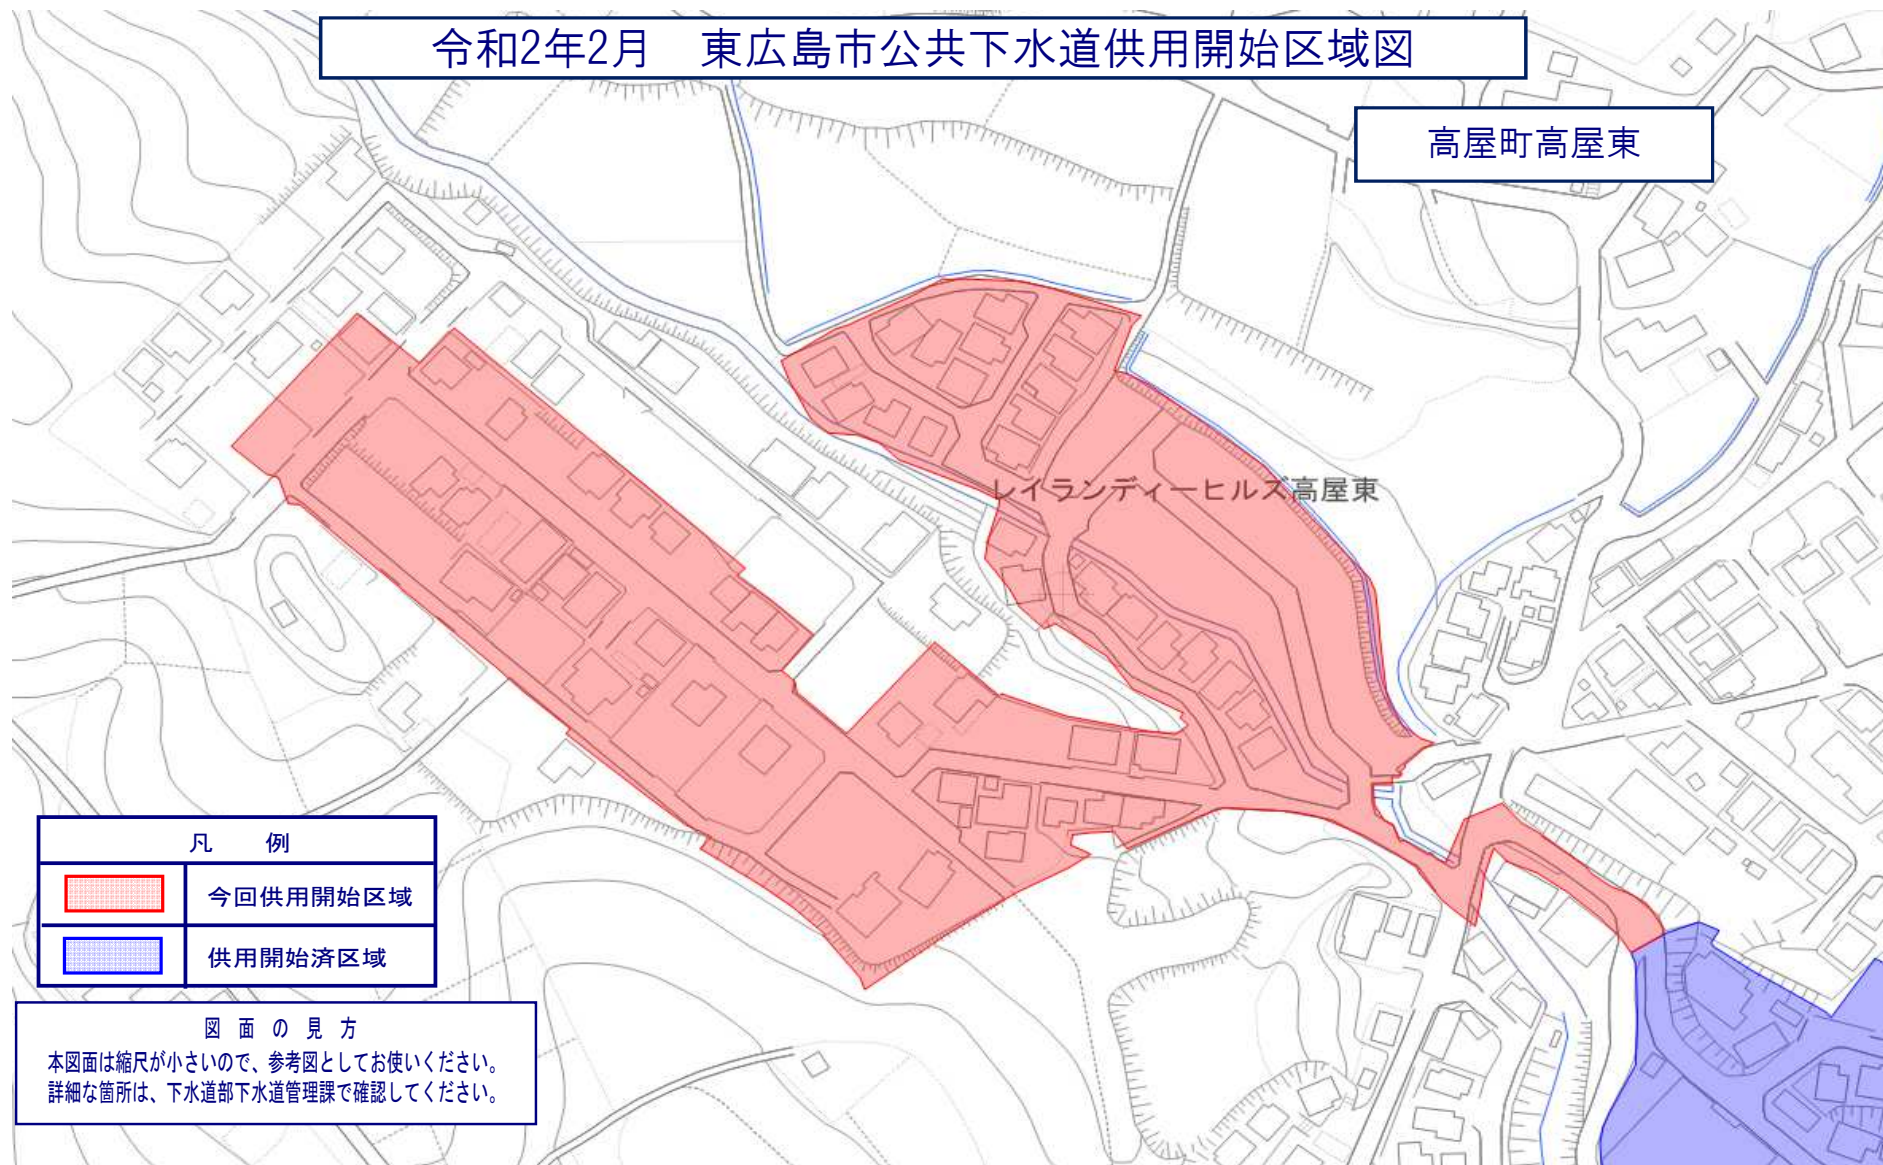 令和2年2月　東広島市公共下水道供用開始区域図
高屋町高屋東
レイランディーヒルズ高屋東
凡　例
今回供用開始区域
供用開始済区域
図 面 の 見 方
本図面は縮尺が小さいので、参考図としてお使いください。
詳細な箇所は、下水道部下水道管理課で確認してください。